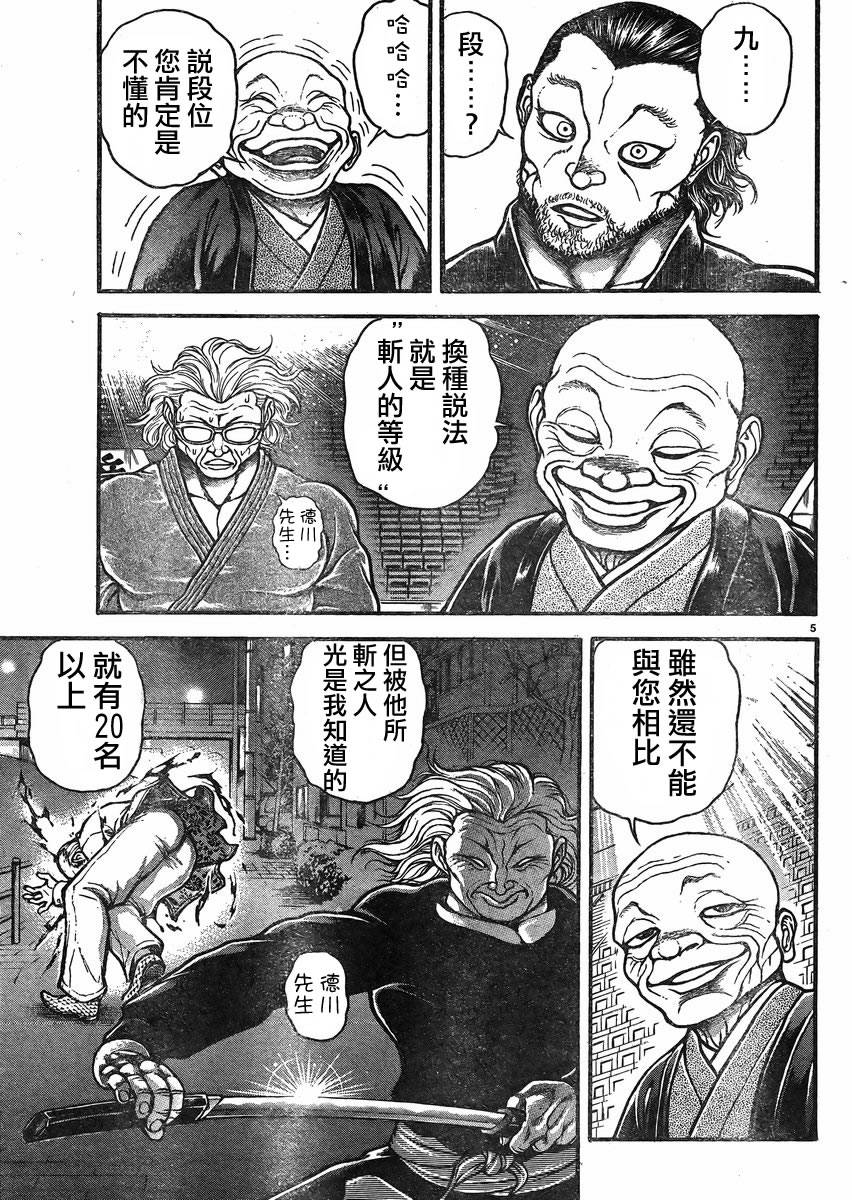 九……
段……？
哈哈哈…
説段位
您肯定是
不懂的
換種説法
就是
"斬人的等級"
德川
先生…
5
雖然還不能
與您相比
但被他所
斬之人
光是我知道的
就有20名
以上
德川
先生